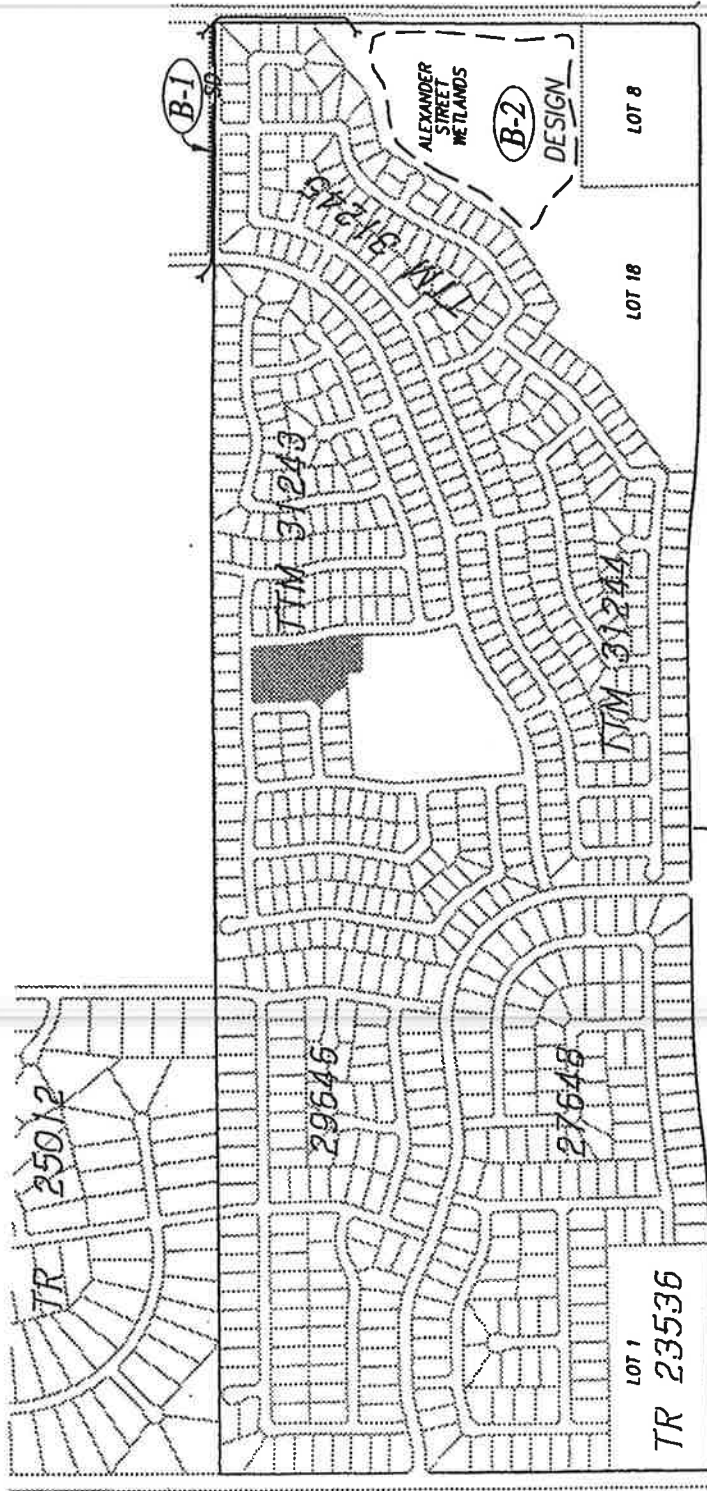 B-1
SD
ALEXANDER
STREET
WETLANDS
B-2
DESIGN
LOT 8
TTM 31245
LOT 18
TTM 31243
TTM 31244
TR 25012
29646
27648
LOT 1
TR 23536